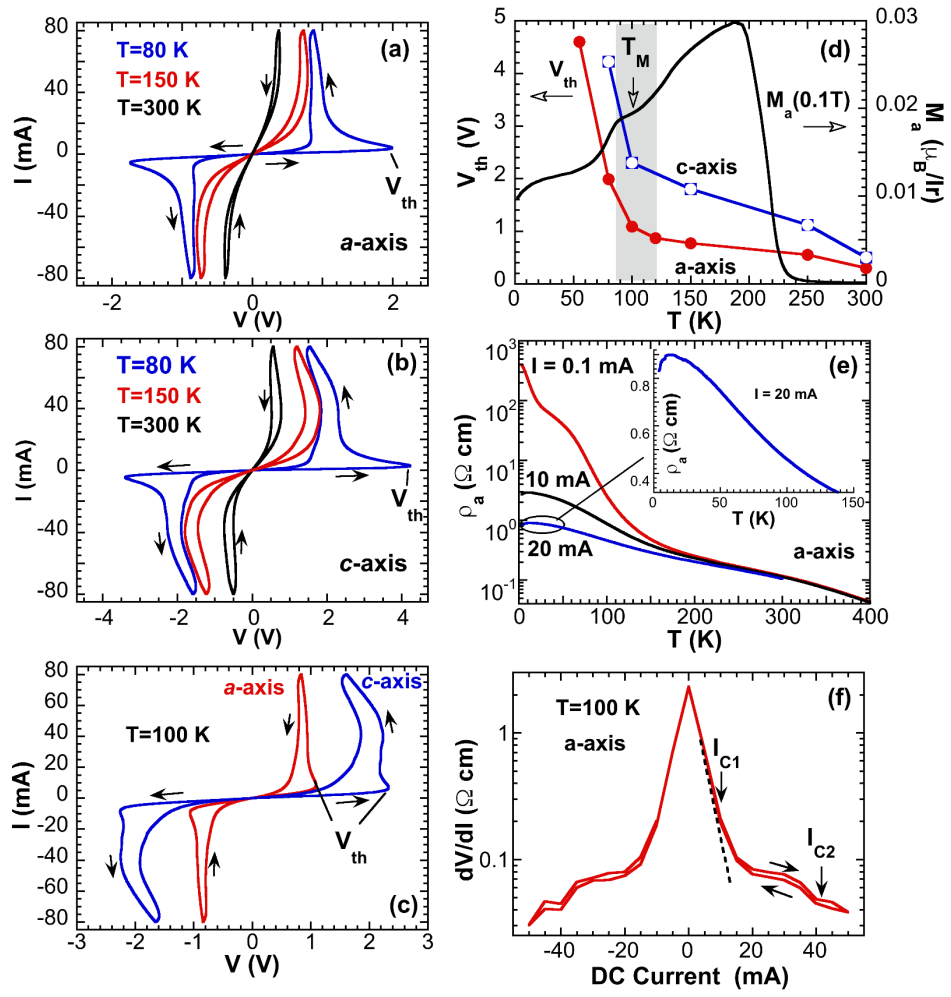 80
40
0
-40
-80
I (mA)
T=80 K
T=150 K
T=300 K
(a)
V_th
a-axis
-2
0
2
V (V)
80
40
0
-40
-80
I (mA)
T=80 K
T=150 K
T=300 K
(b)
V_th
c-axis
-4
-2
0
2
4
V (V)
80
60
40
20
0
-20
-40
-60
-80
I (mA)
a-axis
c-axis
T=100 K
V_th
(c)
-3
-2
-1
0
1
2
3
V (V)
5
4
3
2
1
0
V_th (V)
V_th
T_M
(d)
M_a(0.1T)
c-axis
a-axis
0.03
0.02
0.01
0
M_a (μ_B/Ir)
0
50
100
150
200
250
300
T (K)
10^3
10^2
10^1
10^0
10^-1
ρ_a (Ω cm)
I = 0.1 mA
10 mA
20 mA
(e)
0.8
0.6
0.4
ρ_a (Ω cm)
I = 20 mA
0
50
100
150
T (K)
a-axis
0
100
200
300
400
T (K)
1
0.1
dV/dI (Ω cm)
T=100 K
a-axis
(f)
I_C1
I_C2
-40
-20
0
20
40
DC Current (mA)